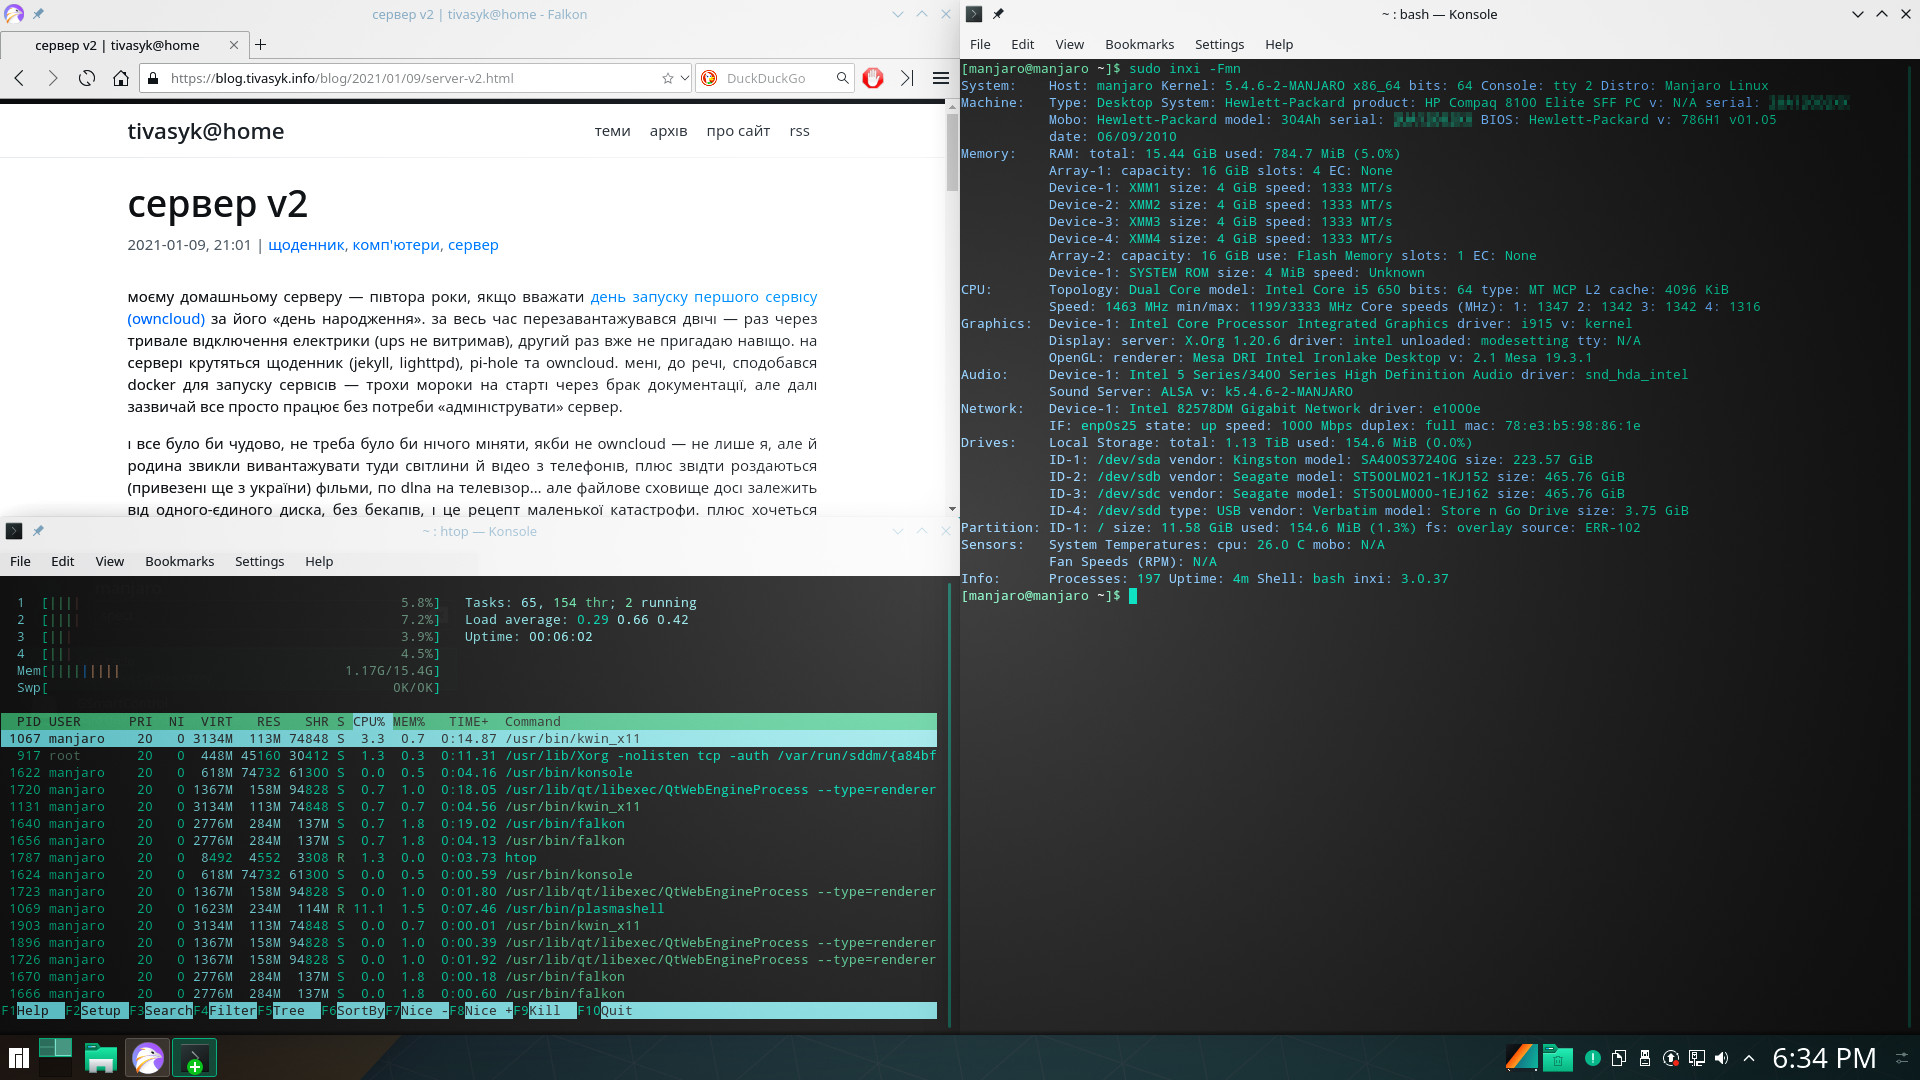 сервер v2 | tivasyk@home - Falkon
сервер v2 | tivasyk@home
https://blog.tivasyk.info/blog/2021/01/09/server-v2.html
DuckDuckGo
tivasyk@home
теми архів про сайт rss
сервер v2
2021-01-09, 21:01 | щоденник, комп'ютери, сервер
моєму домашньому серверу — півтора роки, якщо вважати день запуску першого сервісу
(owncloud) за його «день народження». за весь час перезавантажувався двічі — раз через
тривале відключення електрики (ups не витримав), другий раз вже не пригадаю навіщо. на
сервері крутяться щоденник (jekyll, lighttpd), pi-hole та owncloud. мені, до речі, сподобався
docker для запуску сервісів — трохи мороки на старті через брак документації, але далі
зазвичай все просто працює без потреби «адмініструвати» сервер.
і все було би чудово, не треба було би нічого міняти, якби не owncloud — не лише я, але й
родина звикли вивантажувати туди світлини й відео з телефонів, плюс звідти роздаються
(привезені ще з україни) фільми, по dlna на телевізор... але файлове сховище досі залежить
від одного-єдиного диска, без бекапів, і це рецепт маленької катастрофи. плюс хочеться
~ : htop — Konsole
File Edit View Bookmarks Settings Help
1 [|||| 5.8%] Tasks: 65, 154 thr; 2 running
2 [|||| 7.2%] Load average: 0.29 0.66 0.42
3 [||| 3.9%] Uptime: 00:06:02
4 [||| 4.5%]
Mem[||||||||| 1.17G/15.4G]
Swp[ 0K/0K]
PID USER PRI NI VIRT RES SHR S CPU% MEM% TIME+ Command
1067 manjaro 20 0 3134M 113M 74848 S 3.3 0.7 0:14.87 /usr/bin/kwin_x11
917 root 20 0 448M 45160 30412 S 1.3 0.3 0:11.31 /usr/lib/Xorg -nolisten tcp -auth /var/run/sddm/{a84bf
1622 manjaro 20 0 618M 74732 61300 S 0.0 0.5 0:04.16 /usr/bin/konsole
1720 manjaro 20 0 1367M 158M 94828 S 0.7 1.0 0:18.05 /usr/lib/qt/libexec/QtWebEngineProcess --type=renderer
1131 manjaro 20 0 3134M 113M 74848 S 0.7 0.7 0:04.56 /usr/bin/kwin_x11
1640 manjaro 20 0 2776M 284M 137M S 0.7 1.8 0:19.02 /usr/bin/falkon
1656 manjaro 20 0 2776M 284M 137M S 0.7 1.8 0:04.13 /usr/bin/falkon
1787 manjaro 20 0 8492 4552 3308 R 1.3 0.0 0:03.73 htop
1624 manjaro 20 0 618M 74732 61300 S 0.0 0.5 0:00.59 /usr/bin/konsole
1723 manjaro 20 0 1367M 158M 94828 S 0.0 1.0 0:01.80 /usr/lib/qt/libexec/QtWebEngineProcess --type=renderer
1069 manjaro 20 0 1623M 234M 114M R 11.1 1.5 0:07.46 /usr/bin/plasmashell
1903 manjaro 20 0 3134M 113M 74848 S 0.0 0.7 0:00.01 /usr/bin/kwin_x11
1896 manjaro 20 0 1367M 158M 94828 S 0.0 1.0 0:00.39 /usr/lib/qt/libexec/QtWebEngineProcess --type=renderer
1726 manjaro 20 0 1367M 158M 94828 S 0.0 1.0 0:01.92 /usr/lib/qt/libexec/QtWebEngineProcess --type=renderer
1670 manjaro 20 0 2776M 284M 137M S 0.0 1.8 0:00.18 /usr/bin/falkon
1666 manjaro 20 0 2776M 284M 137M S 0.0 1.8 0:00.60 /usr/bin/falkon
F1Help F2Setup F3SearchF4FilterF5Tree F6SortByF7Nice -F8Nice +F9Kill F10Quit
~ : bash — Konsole
File Edit View Bookmarks Settings Help
[manjaro@manjaro ~]$ sudo inxi -Fmn
System: Host: manjaro Kernel: 5.4.6-2-MANJARO x86_64 bits: 64 Console: tty 2 Distro: Manjaro Linux
Machine: Type: Desktop System: Hewlett-Packard product: HP Compaq 8100 Elite SFF PC v: N/A serial:
Mobo: Hewlett-Packard model: 304Ah serial: BIOS: Hewlett-Packard v: 786H1 v01.05
date: 06/09/2010
Memory: RAM: total: 15.44 GiB used: 784.7 MiB (5.0%)
Array-1: capacity: 16 GiB slots: 4 EC: None
Device-1: XMM1 size: 4 GiB speed: 1333 MT/s
Device-2: XMM2 size: 4 GiB speed: 1333 MT/s
Device-3: XMM3 size: 4 GiB speed: 1333 MT/s
Device-4: XMM4 size: 4 GiB speed: 1333 MT/s
Array-2: capacity: 16 GiB use: Flash Memory slots: 1 EC: None
Device-1: SYSTEM ROM size: 4 MiB speed: Unknown
CPU: Topology: Dual Core model: Intel Core i5 650 bits: 64 type: MT MCP L2 cache: 4096 KiB
Speed: 1463 MHz min/max: 1199/3333 MHz Core speeds (MHz): 1: 1347 2: 1342 3: 1342 4: 1316
Graphics: Device-1: Intel Core Processor Integrated Graphics driver: i915 v: kernel
Display: server: X.Org 1.20.6 driver: intel unloaded: modesetting tty: N/A
OpenGL: renderer: Mesa DRI Intel Ironlake Desktop v: 2.1 Mesa 19.3.1
Audio: Device-1: Intel 5 Series/3400 Series High Definition Audio driver: snd_hda_intel
Sound Server: ALSA v: k5.4.6-2-MANJARO
Network: Device-1: Intel 82578DM Gigabit Network driver: e1000e
IF: enp0s25 state: up speed: 1000 Mbps duplex: full mac: 78:e3:b5:98:86:1e
Drives: Local Storage: total: 1.13 TiB used: 154.6 MiB (0.0%)
ID-1: /dev/sda vendor: Kingston model: SA400S37240G size: 223.57 GiB
ID-2: /dev/sdb vendor: Seagate model: ST500LM021-1KJ152 size: 465.76 GiB
ID-3: /dev/sdc vendor: Seagate model: ST500LM000-1EJ162 size: 465.76 GiB
ID-4: /dev/sdd type: USB vendor: Verbatim model: Store n Go Drive size: 3.75 GiB
Partition: ID-1: / size: 11.58 GiB used: 154.6 MiB (1.3%) fs: overlay source: ERR-102
Sensors: System Temperatures: cpu: 26.0 C mobo: N/A
Fan Speeds (RPM): N/A
Info: Processes: 197 Uptime: 4m Shell: bash inxi: 3.0.37
[manjaro@manjaro ~]$
6:34 PM